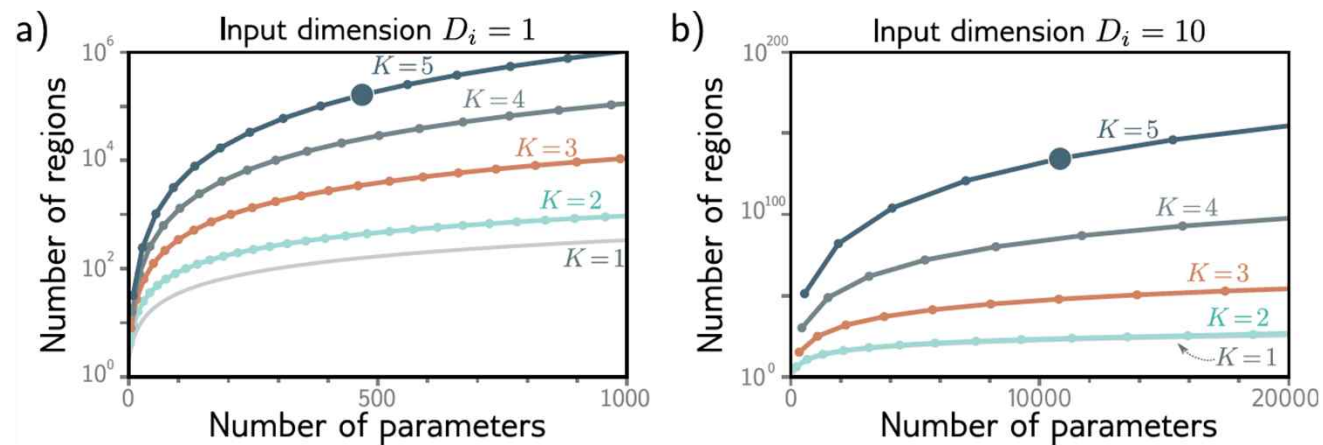 a) Input dimension D_i = 1
Number of regions
10^6
10^4
10^2
10^0
K=5
K=4
K=3
K=2
K=1
0 500 1000
Number of parameters
b) Input dimension D_i = 10
Number of regions
10^200
10^100
10^0
K=5
K=4
K=3
K=2
K=1
0 10000 20000
Number of parameters